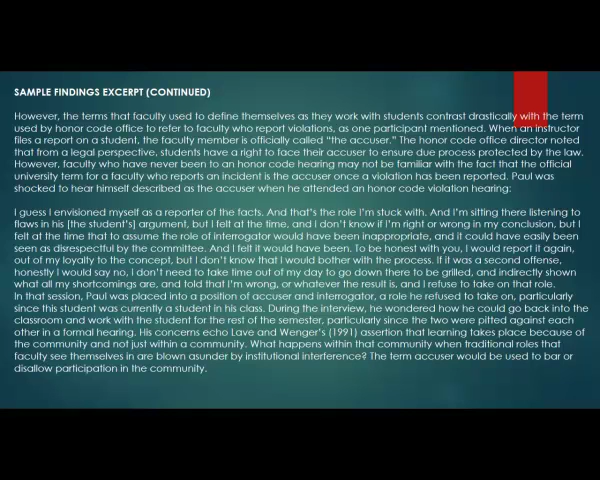 SAMPLE FINDINGS EXCERPT (CONTINUED)
However, the terms that faculty used to define themselves as they work with students contrast drastically with the term
used by honor code office to refer to faculty who report violations, as one participant mentioned. When an instructor
files a report on a student, the faculty member is officially called “the accuser.” The honor code office director noted
that from a legal perspective, students have a right to face their accuser to ensure due process protected by the law.
However, faculty who have never been to an honor code hearing may not be familiar with the fact that the official
university term for a faculty who reports an incident is the accuser once a violation has been reported. Paul was
shocked to hear himself described as the accuser when he attended an honor code violation hearing:
I guess I envisioned myself as a reporter of the facts. And that’s the role I’m stuck with. And I’m sitting there listening to
flaws in his [the student’s] argument, but I felt at the time, and I don’t know if I’m right or wrong in my conclusion, but I
felt at the time that to assume the role of interrogator would have been inappropriate, and it could have easily been
seen as disrespectful by the committee. And I felt it would have been. To be honest with you, I would report it again,
out of my loyalty to the concept, but I don’t know that I would bother with the process. If it was a second offense,
honestly I would say no, I don’t need to take time out of my day to go down there to be grilled, and indirectly shown
what all my shortcomings are, and told that I’m wrong, or whatever the result is, and I refuse to take on that role.
In that session, Paul was placed into a position of accuser and interrogator, a role he refused to take on, particularly
since this student was currently a student in his class. During the interview, he wondered how he could go back into the
classroom and work with the student for the rest of the semester, particularly since the two were pitted against each
other in a formal hearing. His concerns echo Lave and Wenger’s (1991) assertion that learning takes place because of
the community and not just within a community. What happens within that community when traditional roles that
faculty see themselves in are blown asunder by institutional interference? The term accuser would be used to bar or
disallow participation in the community.